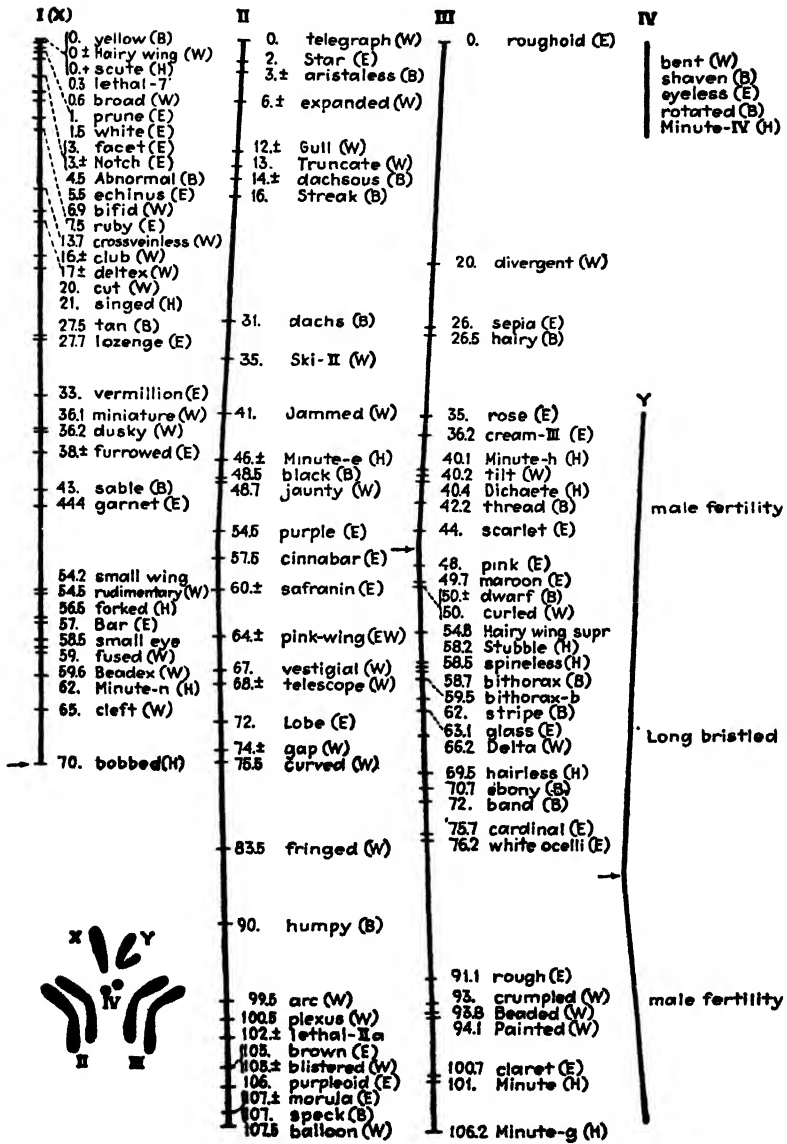 I (X)
0. yellow (B)
0 ± Hairy wing (W)
0.+ scute (H)
0.3 lethal-7
0.6 broad (W)
1. prune (E)
1.5 white (E)
3. facet (E)
3± Notch (E)
4.5 Abnormal (B)
5.5 echinus (E)
6.9 bifid (W)
7.5 ruby (E)
13.7 crossveinless (W)
16.± club (W)
17± deltex (W)
20. cut (W)
21. singed (H)
27.5 tan (B)
27.7 lozenge (E)
33. vermillion (E)
36.1 miniature (W)
36.2 dusky (W)
38.± furrowed (E)
43. sable (B)
44.4 garnet (E)
54.2 small wing
54.5 rudimentary (W)
56.5 forked (H)
57. Bar (E)
58.5 small eye
59. fused (W)
59.6 Beadex (W)
62. Minute-n (H)
65. cleft (W)
70. bobbed (H)
II
0. telegraph (W)
2. Star (E)
3.± aristaless (B)
6.± expanded (W)
12.± Gull (W)
13. Truncate (W)
14.± dachsous (B)
16. Streak (B)
31. dachs (B)
35. Ski-II (W)
41. Jammed (W)
46.± Minute-e (H)
48.5 black (B)
48.7 jaunty (W)
54.5 purple (E)
57.5 cinnabar (E)
60.± safranin (E)
64.± pink-wing (EW)
67. vestigial (W)
68.± telescope (W)
72. Lobe (E)
74.± gap (W)
75.5 curved (W)
83.5 fringed (W)
90. humpy (B)
99.5 arc (W)
100.5 plexus (W)
102.± lethal-IIa
105. brown (E)
105.± blistered (W)
106. purpleoid (E)
107.± morula (E)
107. speck (B)
107.5 balloon (W)
III
0. roughoid (E)
20. divergent (W)
26. sepia (E)
26.5 hairy (B)
35. rose (E)
36.2 cream-III (E)
40.1 Minute-h (H)
40.2 tilt (W)
40.4 Dichaete (H)
42.2 thread (B)
44. scarlet (E)
48. pink (E)
49.7 maroon (E)
50.± dwarf (B)
50. curled (W)
54.8 Hairy wing supr
58.2 Stubble (H)
58.5 spineless (H)
58.7 bithorax (B)
59.5 bithorax-b
62. stripe (B)
63.1 glass (E)
66.2 Delta (W)
69.5 hairless (H)
70.7 ebony (B)
72. band (B)
75.7 cardinal (E)
76.2 white ocelli (E)
91.1 rough (E)
93. crumpled (W)
93.8 Beaded (W)
94.1 Painted (W)
100.7 claret (E)
101. Minute (H)
106.2 Minute-g (H)
IV
bent (W)
shaven (B)
eyeless (E)
rotated (B)
Minute-IV (H)
Y
male fertility
Long bristled
male fertility
X Y
IV
II III